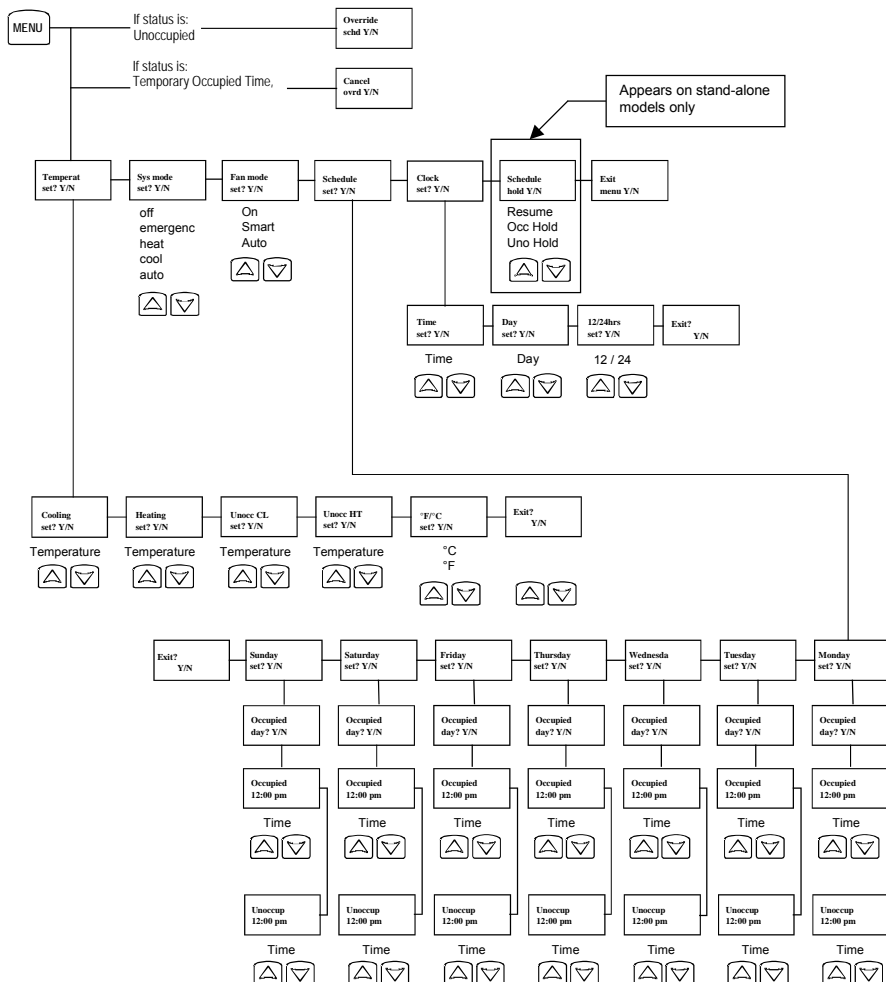 MENU
If status is:
Unoccupied
Override
schd Y/N
If status is:
Temporary Occupied Time,
Cancel
ovrd Y/N
Appears on stand-alone
models only
Temperat
set? Y/N
Sys mode
set? Y/N
Fan mode
set? Y/N
Schedule
set? Y/N
Clock
set? Y/N
Schedule
hold Y/N
Exit
menu Y/N
off
emergenc
heat
cool
auto
On
Smart
Auto
Resume
Occ Hold
Uno Hold
Time
set? Y/N
Day
set? Y/N
12/24hrs
set? Y/N
Exit?
Y/N
Time
Day
12 / 24
Cooling
set? Y/N
Heating
set? Y/N
Unocc CL
set? Y/N
Unocc HT
set? Y/N
°F/°C
set? Y/N
Exit?
Y/N
Temperature
Temperature
Temperature
Temperature
°C
°F
Exit?
Y/N
Sunday
set? Y/N
Saturday
set? Y/N
Friday
set? Y/N
Thursday
set? Y/N
Wednesda
set? Y/N
Tuesday
set? Y/N
Monday
set? Y/N
Occupied
day? Y/N
Occupied
day? Y/N
Occupied
day? Y/N
Occupied
day? Y/N
Occupied
day? Y/N
Occupied
day? Y/N
Occupied
day? Y/N
Occupied
12:00 pm
Occupied
12:00 pm
Occupied
12:00 pm
Occupied
12:00 pm
Occupied
12:00 pm
Occupied
12:00 pm
Occupied
12:00 pm
Time
Time
Time
Time
Time
Time
Time
Unoccup
12:00 pm
Unoccup
12:00 pm
Unoccup
12:00 pm
Unoccup
12:00 pm
Unoccup
12:00 pm
Unoccup
12:00 pm
Unoccup
12:00 pm
Time
Time
Time
Time
Time
Time
Time